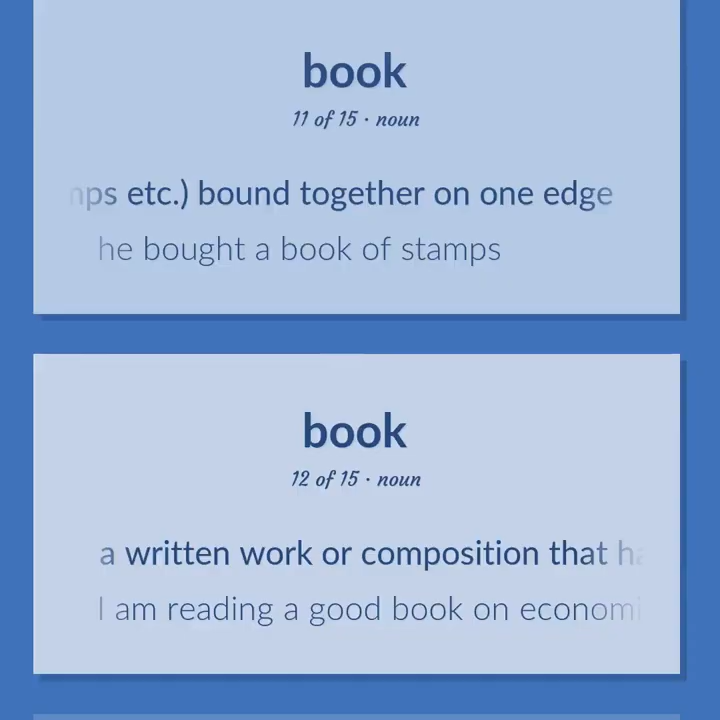 book
11 of 15 · noun
etc.) bound together on one edge
he bought a book of stamps
book
12 of 15 · noun
a written work or composition that
I am reading a good book on